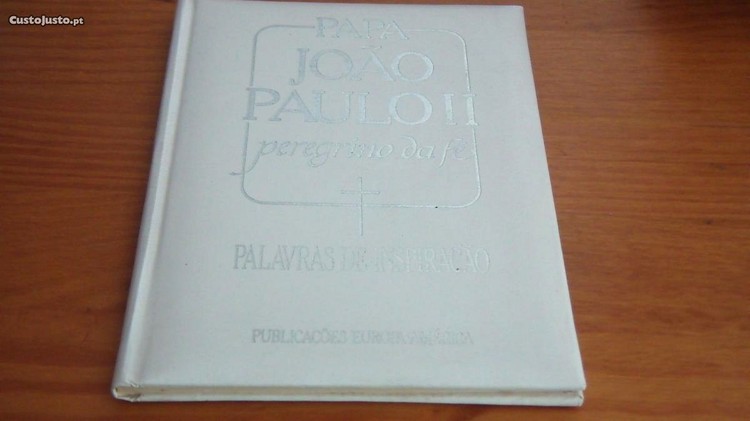 CustoJusto.pt
PAPA
JOÃO
PAULO II
peregrino da fé
PALAVRAS DE INSPIRAÇÃO
PUBLICAÇÕES EUROPA-AMÉRICA